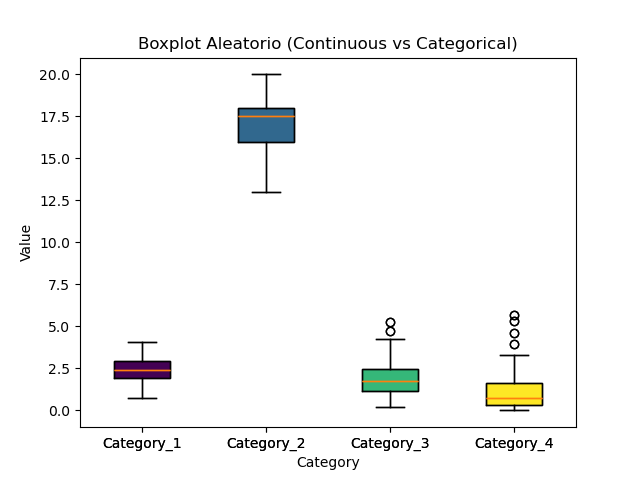 Boxplot Aleatorio (Continuous vs Categorical)
20.0
17.5
15.0
12.5
10.0
7.5
5.0
2.5
0.0
Value
Category_1 Category_2 Category_3 Category_4
Category